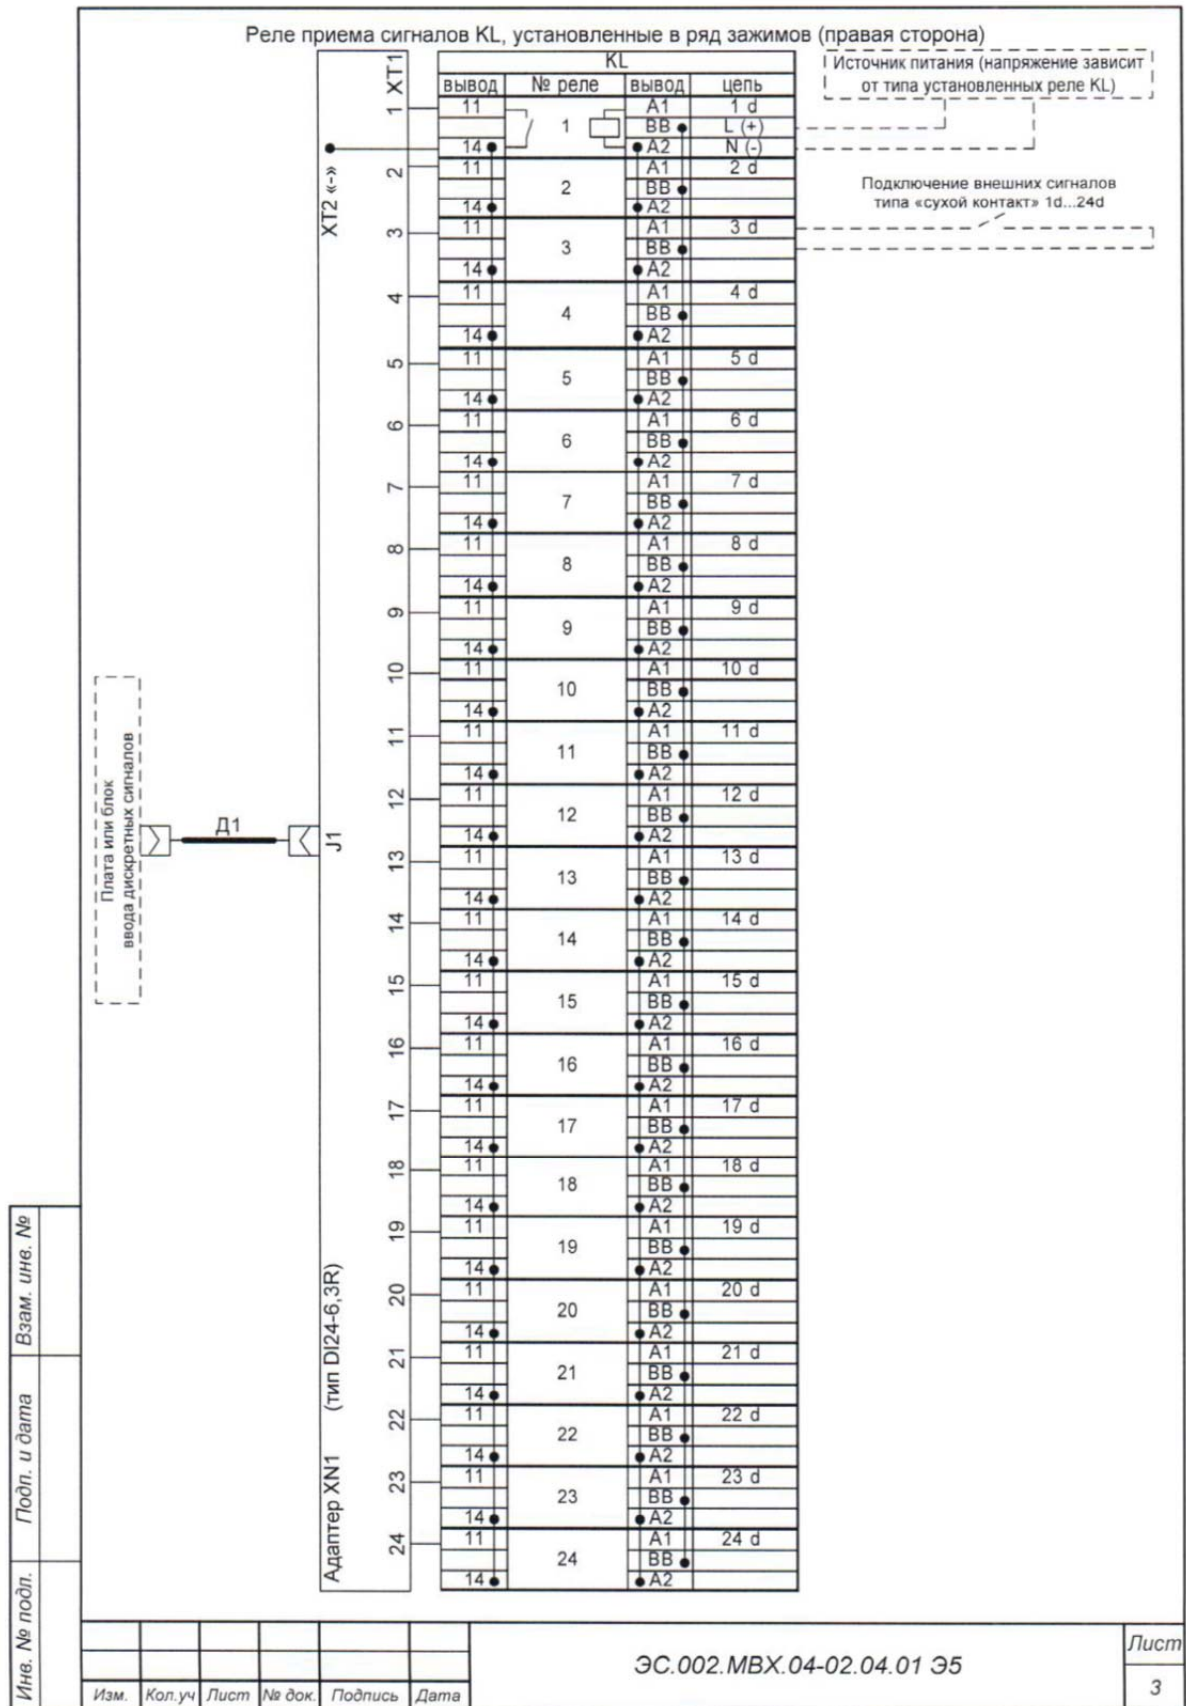 Реле приема сигналов KL, установленные в ряд зажимов (правая сторона)
Источник питания (напряжение зависит
от типа установленных реле KL)
Подключение внешних сигналов
типа «сухой контакт» 1d...24d
XT1
KL
вывод № реле вывод цепь
1 11 1 A1 1 d
BB L (+)
14 A2 N (-)
XT2 «-»
2 11 2 A1 2 d
BB
14 A2
3 11 3 A1 3 d
BB
14 A2
4 11 4 A1 4 d
BB
14 A2
5 11 5 A1 5 d
BB
14 A2
6 11 6 A1 6 d
BB
14 A2
7 11 7 A1 7 d
BB
14 A2
8 11 8 A1 8 d
BB
14 A2
9 11 9 A1 9 d
BB
14 A2
10 11 10 A1 10 d
BB
14 A2
11 11 11 A1 11 d
BB
14 A2
12 11 12 A1 12 d
BB
14 A2
13 11 13 A1 13 d
BB
14 A2
14 11 14 A1 14 d
BB
14 A2
15 11 15 A1 15 d
BB
14 A2
16 11 16 A1 16 d
BB
14 A2
17 11 17 A1 17 d
BB
14 A2
18 11 18 A1 18 d
BB
14 A2
19 11 19 A1 19 d
BB
14 A2
20 11 20 A1 20 d
BB
14 A2
21 11 21 A1 21 d
BB
14 A2
22 11 22 A1 22 d
BB
14 A2
23 11 23 A1 23 d
BB
14 A2
24 11 24 A1 24 d
BB
14 A2
Плата или блок
ввода дискретных сигналов
Д1
J1
Адаптер XN1 (тип DI24-6,3R)
Взам. инв. №
Подп. и дата
Инв. № подл.
Изм. Кол.уч Лист № док. Подпись Дата
ЭС.002.МВХ.04-02.04.01 Э5
Лист
3